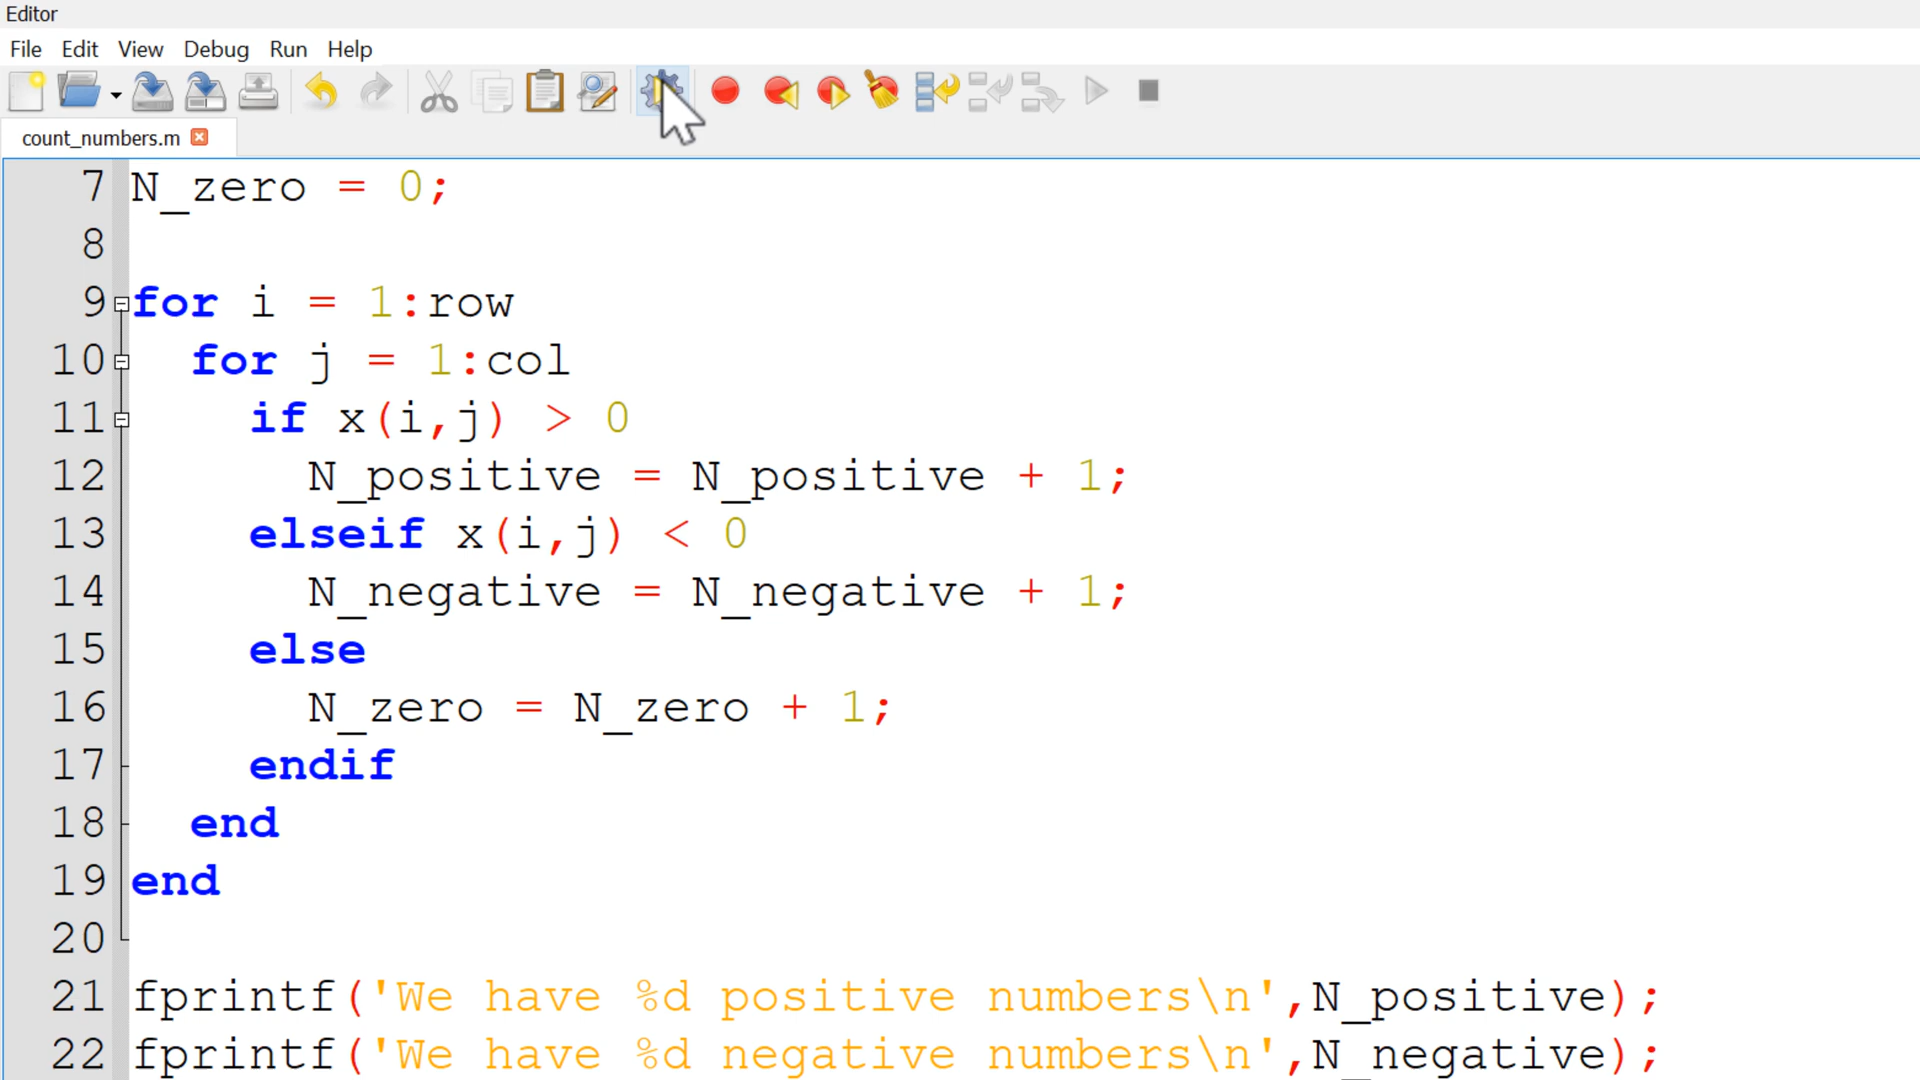 Editor
File Edit View Debug Run Help
count_numbers.m
7 N_zero = 0;
8
9 for i = 1:row
10 for j = 1:col
11 if x(i,j) > 0
12 N_positive = N_positive + 1;
13 elseif x(i,j) < 0
14 N_negative = N_negative + 1;
15 else
16 N_zero = N_zero + 1;
17 endif
18 end
19 end
20
21 fprintf('We have %d positive numbers\n',N_positive);
22 fprintf('We have %d negative numbers\n',N_negative);